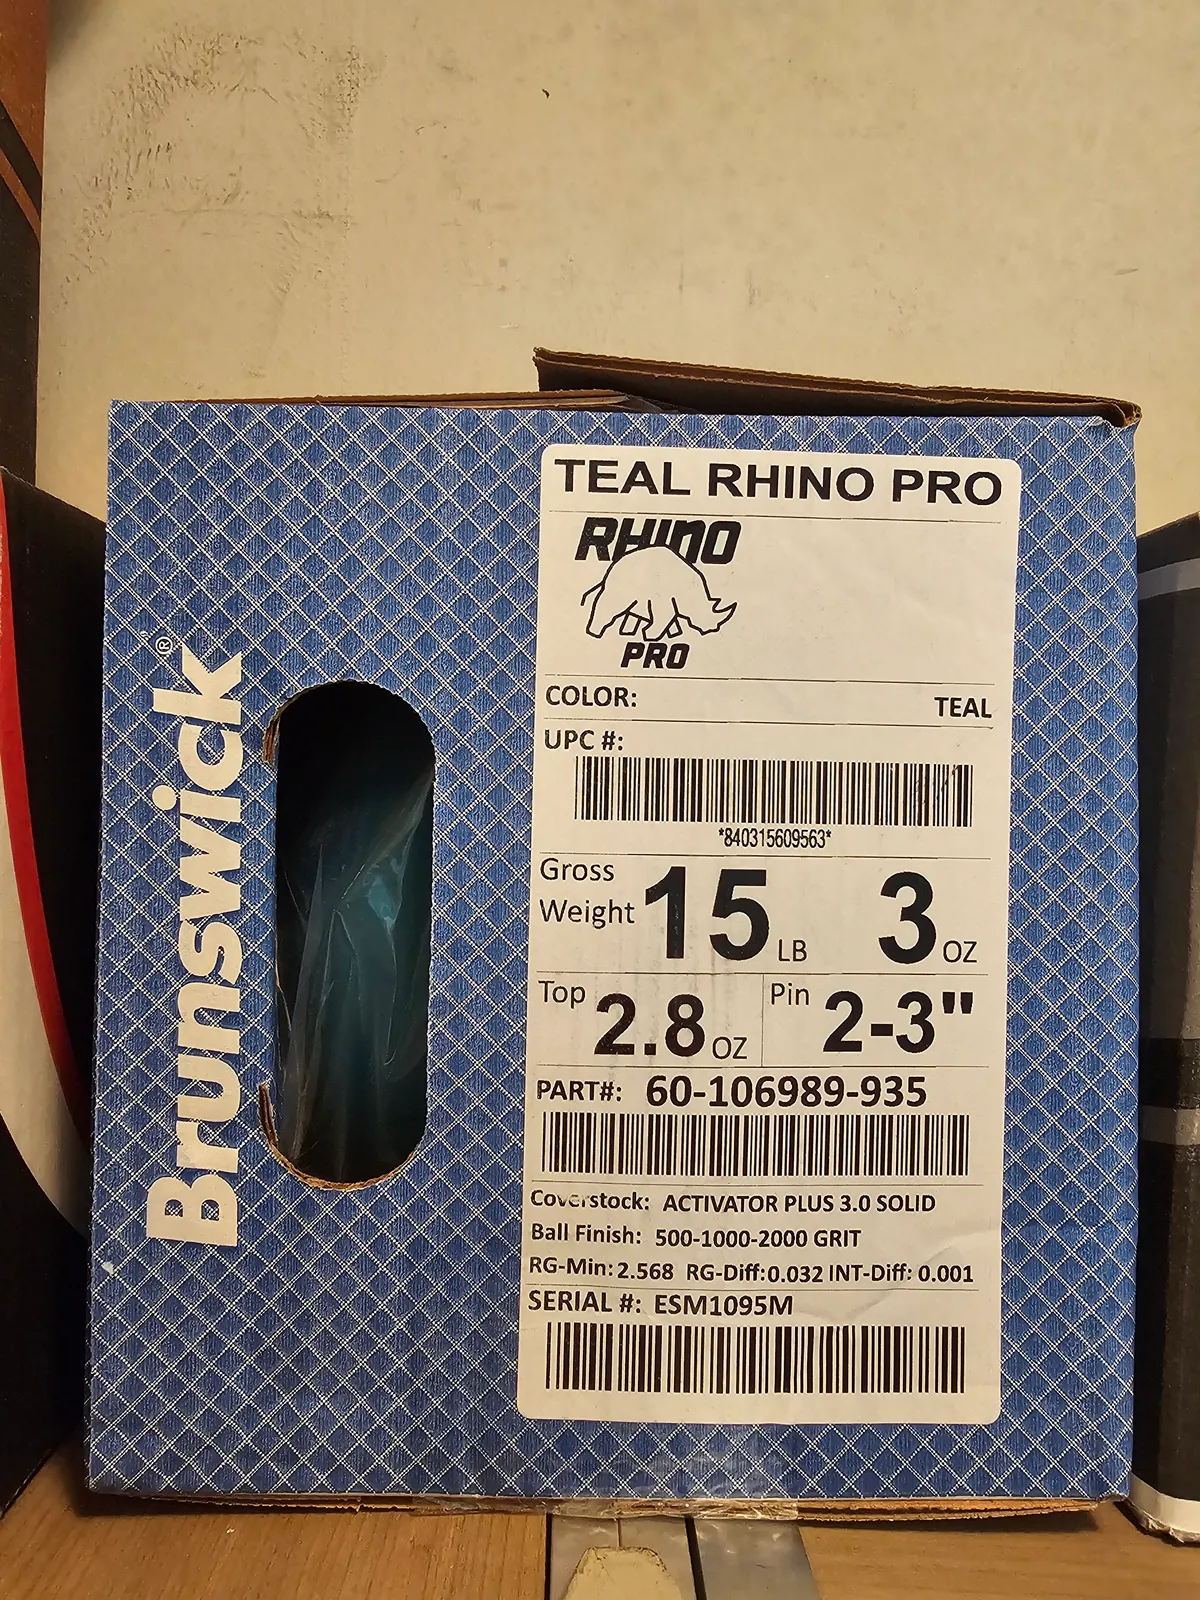 Brunswick®
TEAL RHINO PRO
RHINO
PRO
COLOR: TEAL
UPC #:
*840315609563*
Gross
Weight 15 LB 3 OZ
Top 2.8 OZ Pin 2-3"
PART#: 60-106989-935
Coverstock: ACTIVATOR PLUS 3.0 SOLID
Ball Finish: 500-1000-2000 GRIT
RG-Min: 2.568 RG-Diff: 0.032 INT-Diff: 0.001
SERIAL #: ESM1095M